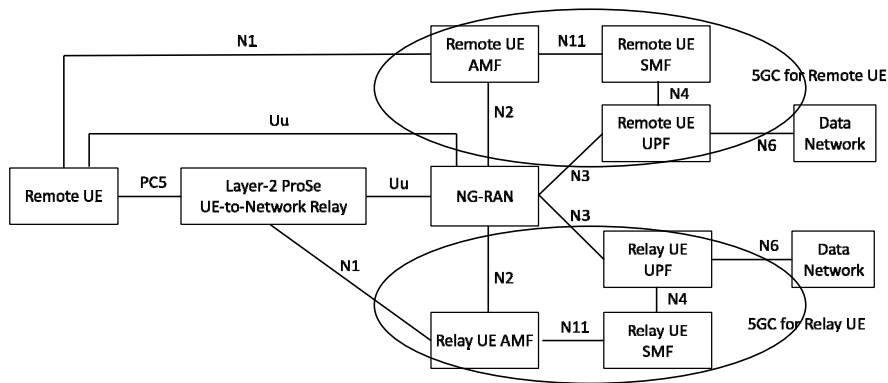 N1
Remote UE
AMF
N11
Remote UE
SMF
5GC for Remote UE
N4
N2
Uu
Remote UE
UPF
N6
Data
Network
N3
Remote UE
PC5
Layer-2 ProSe
UE-to-Network Relay
Uu
NG-RAN
N3
N1
N2
Relay UE
UPF
N6
Data
Network
N4
5GC for Relay UE
Relay UE AMF
N11
Relay UE
SMF